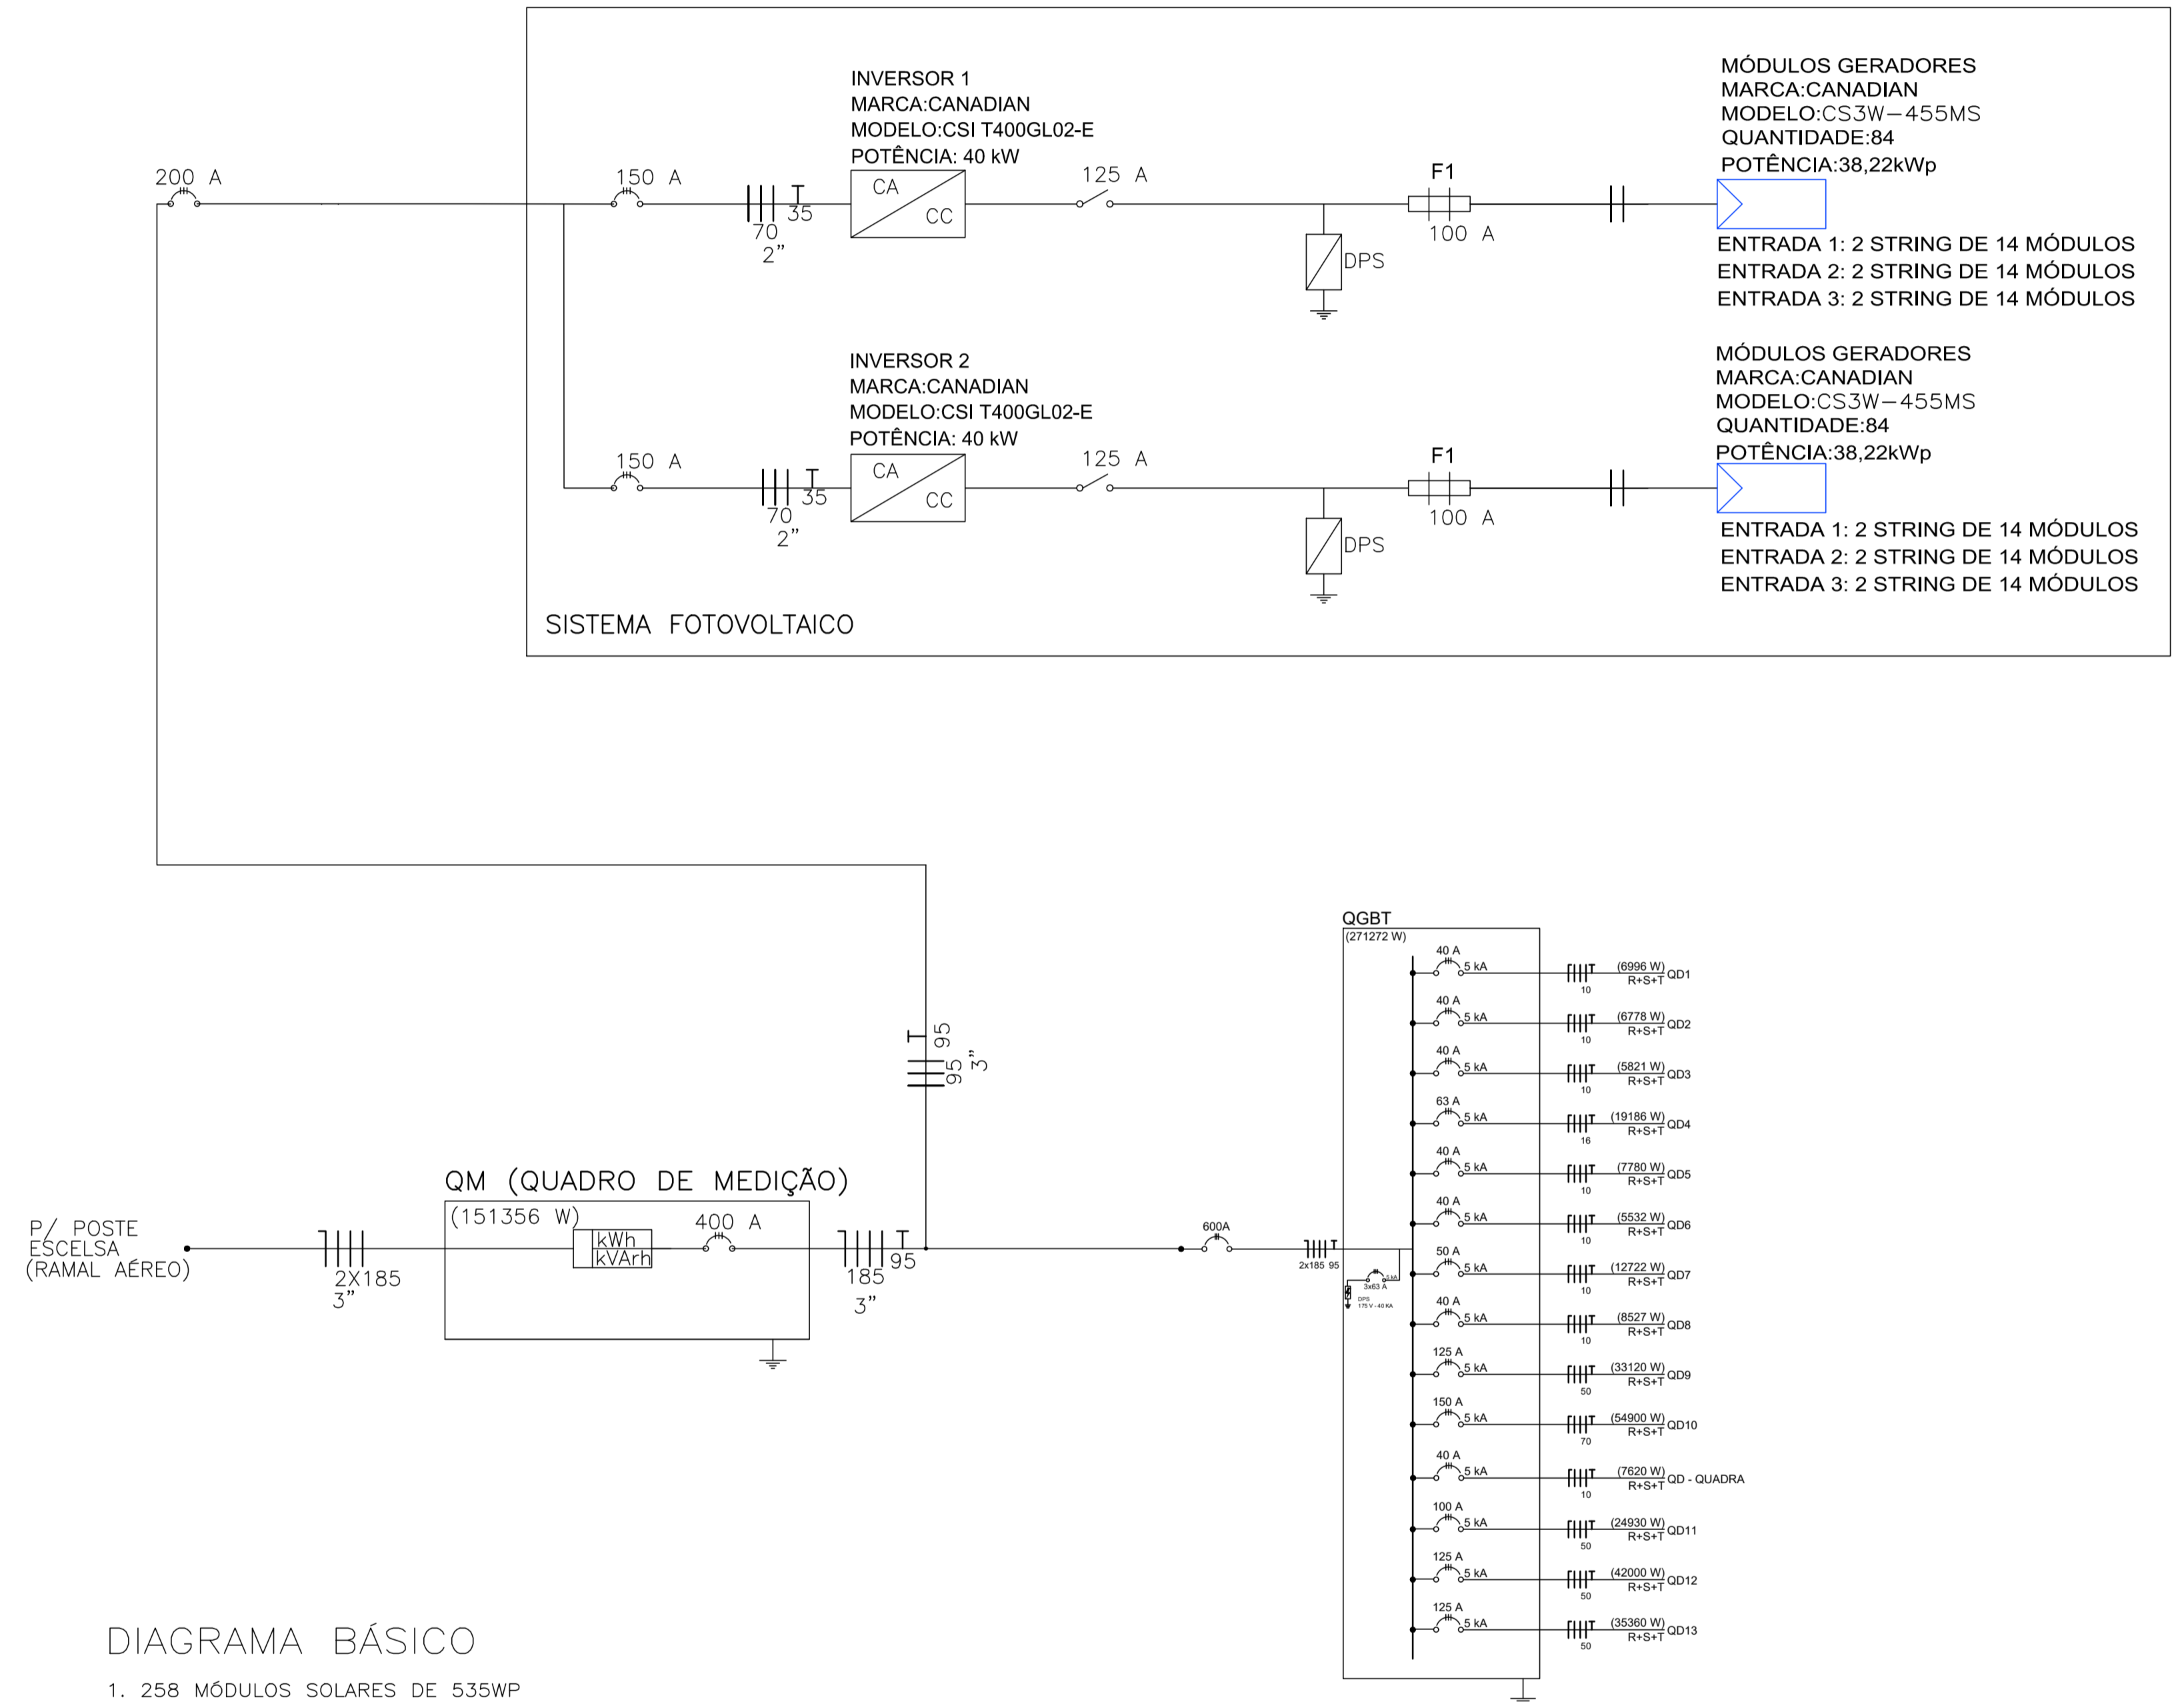 INVERSOR 1
MARCA:CANADIAN
MODELO:CSI T400GL02-E
POTÊNCIA: 40 kW
MÓDULOS GERADORES
MARCA:CANADIAN
MODELO:CS3W-455MS
QUANTIDADE:84
POTÊNCIA:38,22kWp
200 A
150 A
70
2"
T
35
CA
CC
125 A
DPS
F1
100 A
ENTRADA 1: 2 STRING DE 14 MÓDULOS
ENTRADA 2: 2 STRING DE 14 MÓDULOS
ENTRADA 3: 2 STRING DE 14 MÓDULOS
INVERSOR 2
MARCA:CANADIAN
MODELO:CSI T400GL02-E
POTÊNCIA: 40 kW
MÓDULOS GERADORES
MARCA:CANADIAN
MODELO:CS3W-455MS
QUANTIDADE:84
POTÊNCIA:38,22kWp
150 A
70
2"
T
35
CA
CC
125 A
DPS
F1
100 A
ENTRADA 1: 2 STRING DE 14 MÓDULOS
ENTRADA 2: 2 STRING DE 14 MÓDULOS
ENTRADA 3: 2 STRING DE 14 MÓDULOS
SISTEMA FOTOVOLTAICO
95
95
3"
QM (QUADRO DE MEDIÇÃO)
(151356 W)
kWh
kVArh
400 A
P/ POSTE
ESCELSA
(RAMAL AÉREO)
2X185
3"
185
95
3"
600A
2x185 95
QGBT
(271272 W)
3x63 A
5 kA
DPS
175 V - 40 KA
40 A
5 kA
10
(6996 W)
R+S+T
QD1
40 A
5 kA
10
(6778 W)
R+S+T
QD2
40 A
5 kA
10
(5821 W)
R+S+T
QD3
63 A
5 kA
16
(19186 W)
R+S+T
QD4
40 A
5 kA
10
(7780 W)
R+S+T
QD5
40 A
5 kA
10
(5532 W)
R+S+T
QD6
50 A
5 kA
10
(12722 W)
R+S+T
QD7
40 A
5 kA
10
(8527 W)
R+S+T
QD8
125 A
5 kA
50
(33120 W)
R+S+T
QD9
150 A
5 kA
70
(54900 W)
R+S+T
QD10
40 A
5 kA
10
(7620 W)
R+S+T
QD - QUADRA
100 A
5 kA
50
(24930 W)
R+S+T
QD11
125 A
5 kA
50
(42000 W)
R+S+T
QD12
125 A
5 kA
50
(35360 W)
R+S+T
QD13
DIAGRAMA BÁSICO
1. 258 MÓDULOS SOLARES DE 535WP